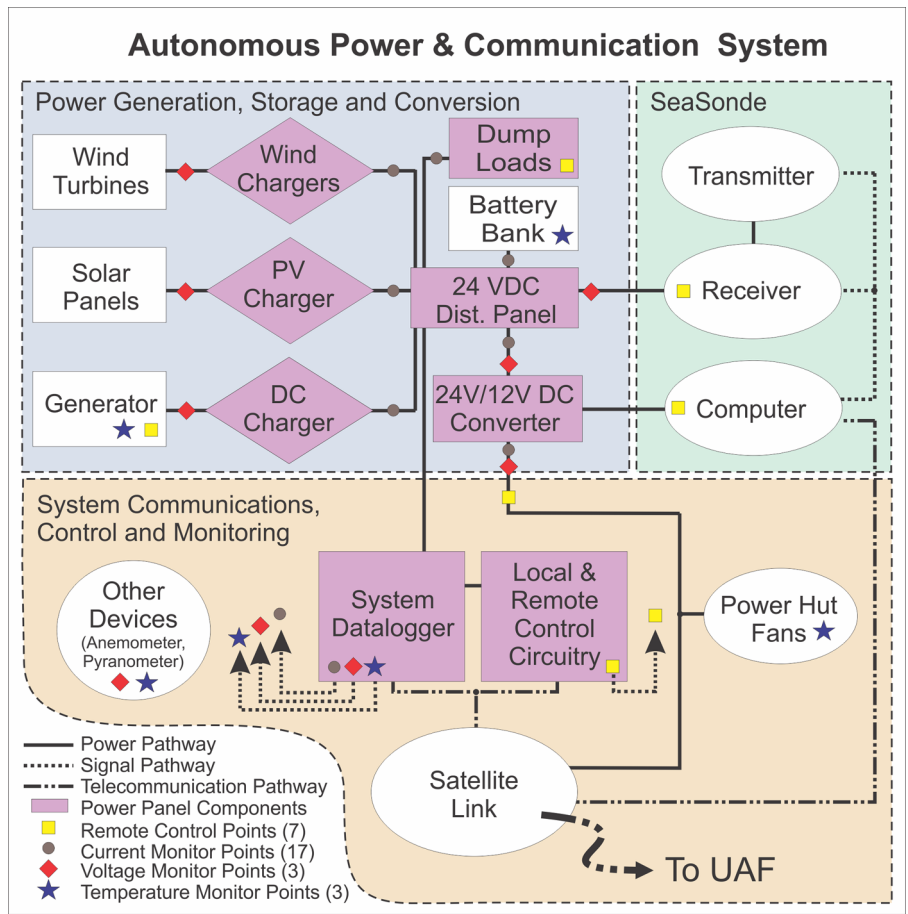 Autonomous Power & Communication System
Power Generation, Storage and Conversion
SeaSonde
Wind
Turbines
Wind
Chargers
Dump
Loads
Battery
Bank
Transmitter
Solar
Panels
PV
Charger
24 VDC
Dist. Panel
Receiver
Generator
DC
Charger
24V/12V DC
Converter
Computer
System Communications,
Control and Monitoring
Other
Devices
(Anemometer,
Pyranometer)
System
Datalogger
Local &
Remote
Control
Circuitry
Power Hut
Fans
Satellite
Link
To UAF
Power Pathway
Signal Pathway
Telecommunication Pathway
Power Panel Components
Remote Control Points (7)
Current Monitor Points (17)
Voltage Monitor Points (3)
Temperature Monitor Points (3)